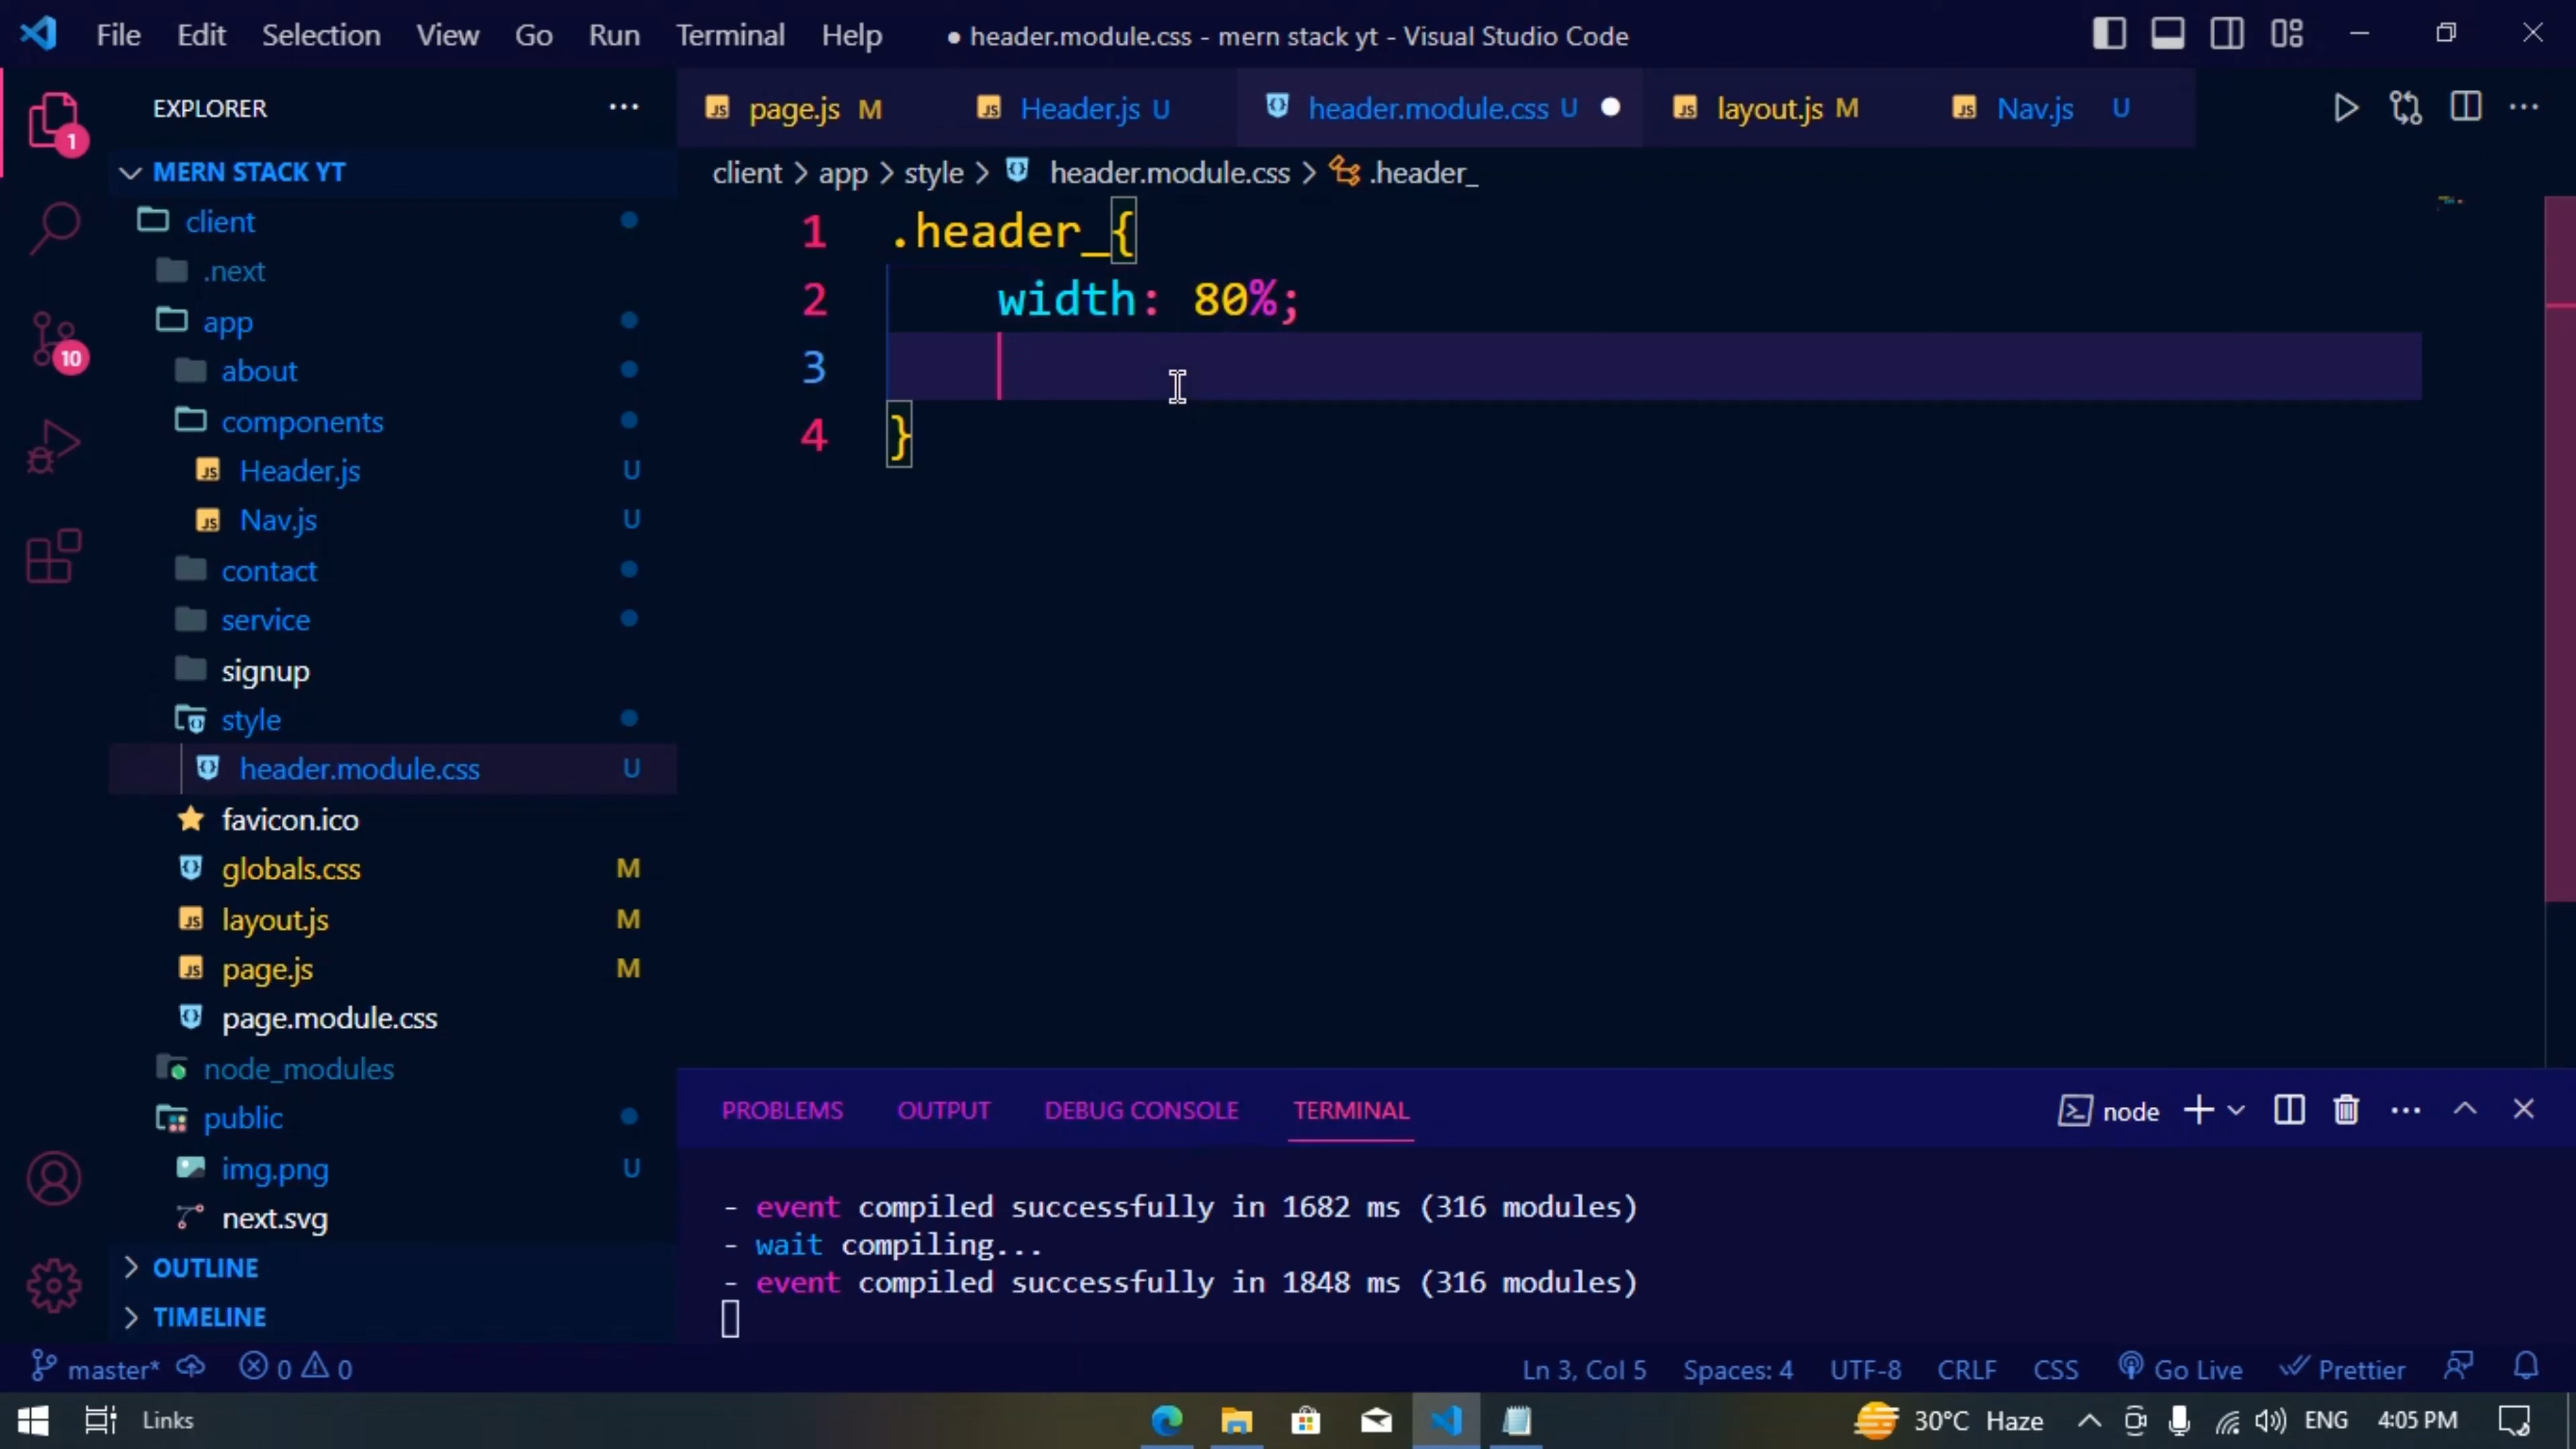 File Edit Selection View Go Run Terminal Help ● header.module.css - mern stack yt - Visual Studio Code
EXPLORER ···
page.js M Header.js U header.module.css U layout.js M Nav.js U
1
MERN STACK YT
client > app > style > header.module.css > .header_
client
.next
app
about
components
Header.js U
Nav.js U
contact
service
signup
style
header.module.css U
favicon.ico
globals.css M
layout.js M
page.js M
page.module.css
node_modules
public
img.png U
next.svg
OUTLINE
TIMELINE
10
1 .header_{
2 width: 80%;
3
4 }
PROBLEMS OUTPUT DEBUG CONSOLE TERMINAL node
- event compiled successfully in 1682 ms (316 modules)
- wait compiling...
- event compiled successfully in 1848 ms (316 modules)
master* 0 0 Ln 3, Col 5 Spaces: 4 UTF-8 CRLF CSS Go Live Prettier
Links 30°C Haze ENG 4:05 PM